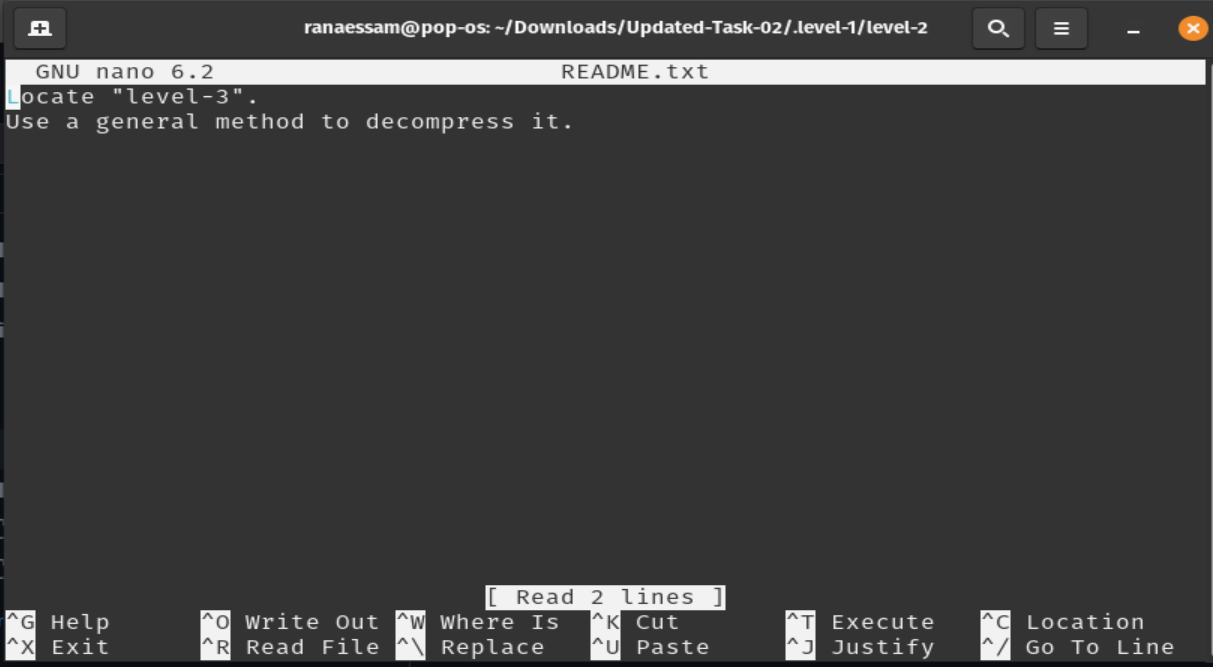 ranaessam@pop-os: ~/Downloads/Updated-Task-02/.level-1/level-2
GNU nano 6.2 README.txt
Locate "level-3".
Use a general method to decompress it.
[ Read 2 lines ]
^G Help ^O Write Out ^W Where Is ^K Cut ^T Execute ^C Location
^X Exit ^R Read File ^\ Replace ^U Paste ^J Justify ^/ Go To Line